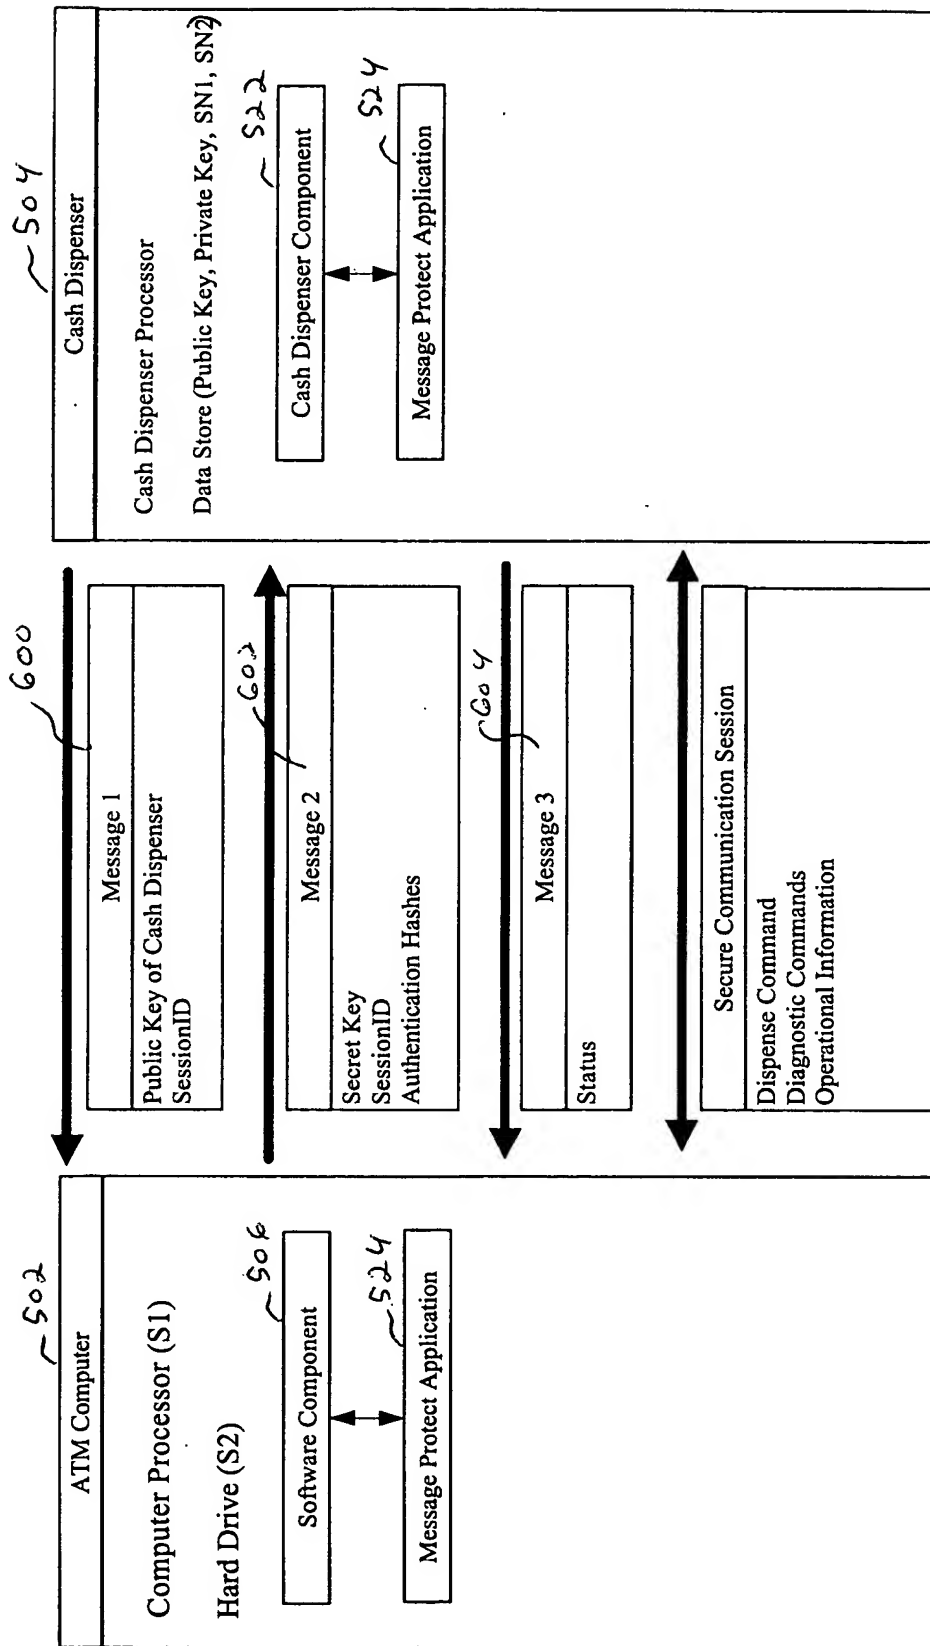 502
ATM Computer
Computer Processor (S1)
Hard Drive (S2)
506
Software Component
524
Message Protect Application
600
Message 1
Public Key of Cash Dispenser
SessionID
602
Message 2
Secret Key
SessionID
Authentication Hashes
604
Message 3
Status
Secure Communication Session
Dispense Command
Diagnostic Commands
Operational Information
504
Cash Dispenser
Cash Dispenser Processor
Data Store (Public Key, Private Key, SN1, SN2)
522
Cash Dispenser Component
524
Message Protect Application